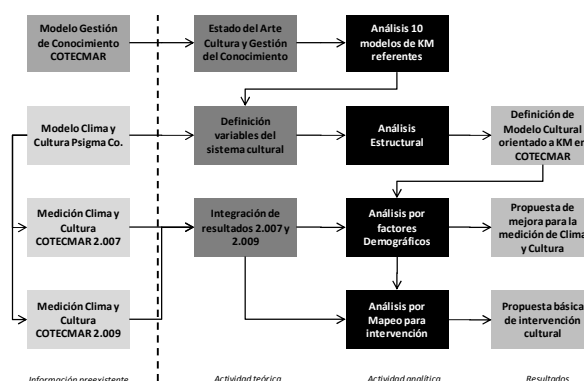 Modelo Gestión
de Conocimiento
COTECMAR
Estado del Arte
Cultura y Gestión
del Conocimiento
Análisis 10
modelos de KM
referentes
Modelo Clima y
Cultura Psigma Co.
Definición
variables del
sistema cultural
Análisis
Estructural
Definición de
Modelo Cultural
orientado a KM en
COTECMAR
Medición Clima y
Cultura
COTECMAR 2.007
Integración de
resultados 2.007 y
2.009
Análisis por
factores
Demográficos
Propuesta de
mejora para la
medición de Clima
y Cultura
Medición Clima y
Cultura
COTECMAR 2.009
Análisis por
Mapeo para
intervención
Propuesta básica
de intervención
cultural
Información preexistente
Actividad teórica
Actividad analítica
Resultados